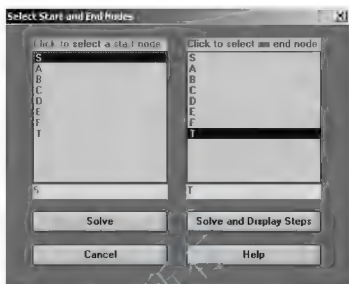 Select Start and End Nodes
Click to select a start node
S
A
B
C
D
E
F
T
S
Click to select an end node
S
A
B
C
D
E
F
T
T
Solve
Solve and Display Steps
Cancel
Help